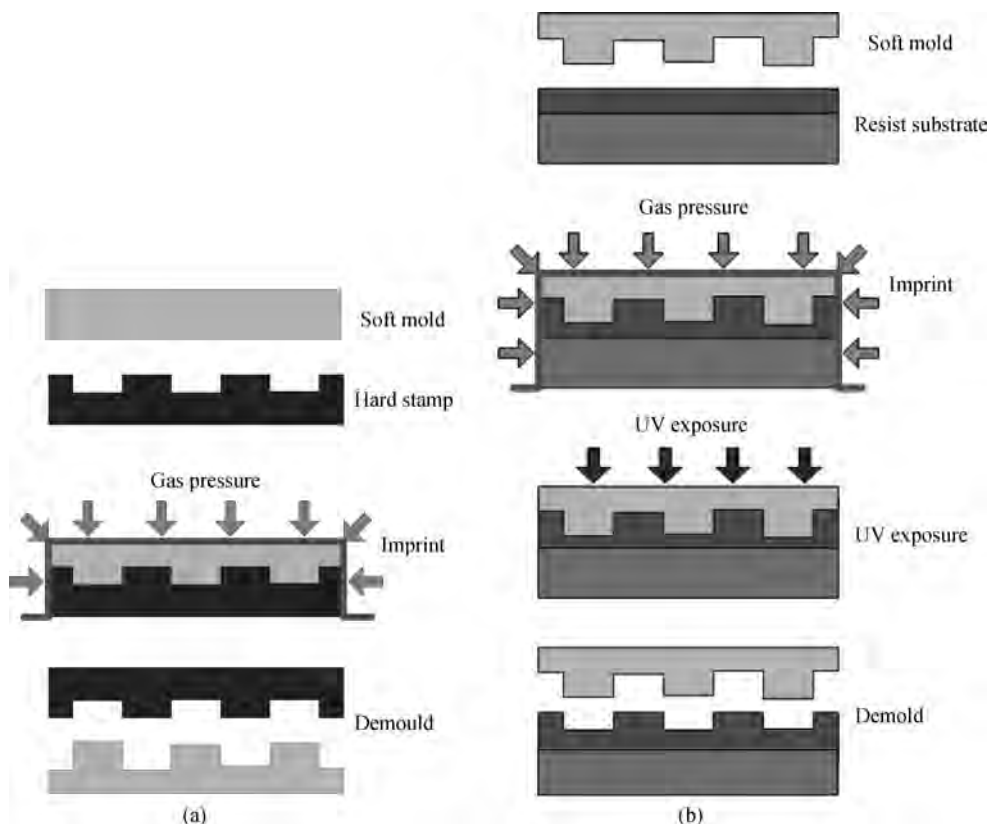 Soft mold
Hard stamp
Gas pressure
Imprint
Demould
(a)
Soft mold
Resist substrate
Gas pressure
Imprint
UV exposure
UV exposure
Demold
(b)